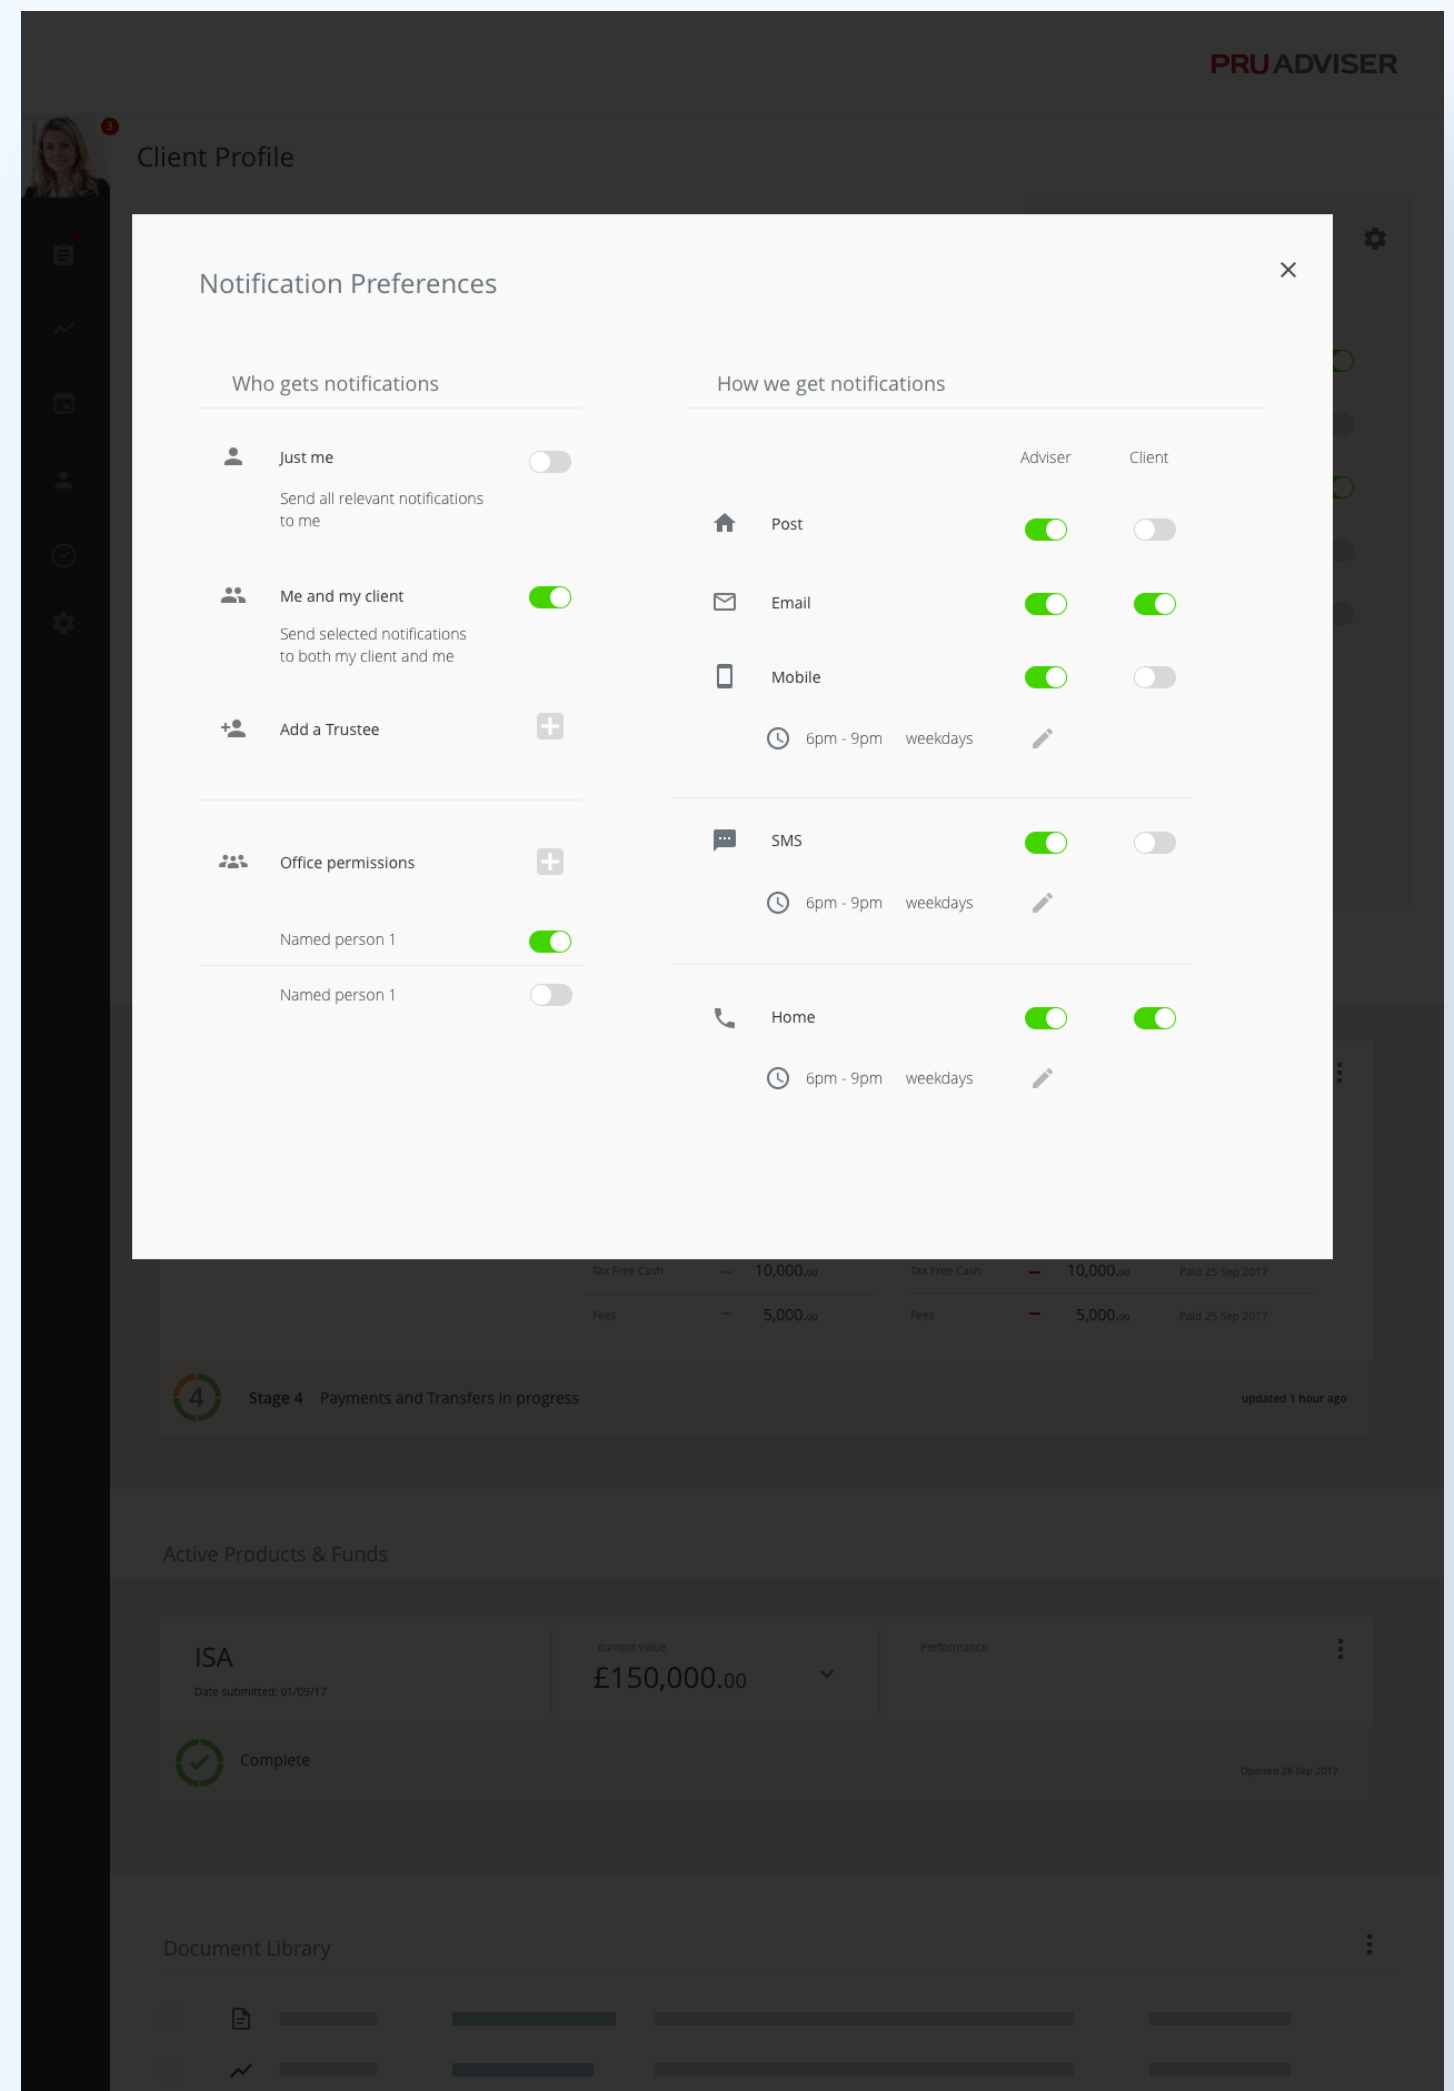 PRU ADVISER
3
Client Profile
Notification Preferences
Who gets notifications
Just me
Send all relevant notifications
to me
Me and my client
Send selected notifications
to both my client and me
Add a Trustee
Office permissions
Named person 1
Named person 1
How we get notifications
Adviser Client
Post
Email
Mobile
6pm - 9pm weekdays
SMS
6pm - 9pm weekdays
Home
6pm - 9pm weekdays
Tax Free Cash — 10,000.00 Tax Free Cash — 10,000.00 Paid 25 Sep 2017
Fees — 5,000.00 Fees — 5,000.00 Paid 25 Sep 2017
4 Stage 4 Payments and Transfers in progress updated 1 hour ago
Active Products & Funds
ISA
Date submitted: 01/09/17
current value
£150,000.00
Performance
Complete
Opened 26 Sep 2017
Document Library